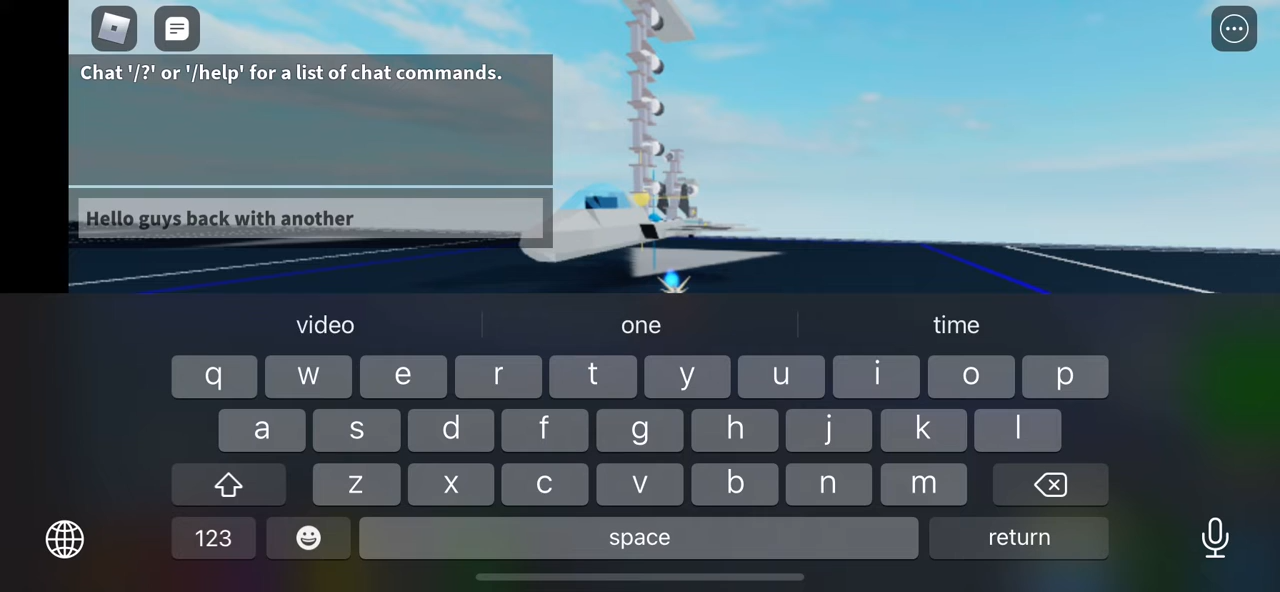 Chat '/?' or '/help' for a list of chat commands.
Hello guys back with another
video one time
q w e r t y u i o p
a s d f g h j k l
z x c v b n m
123 space return